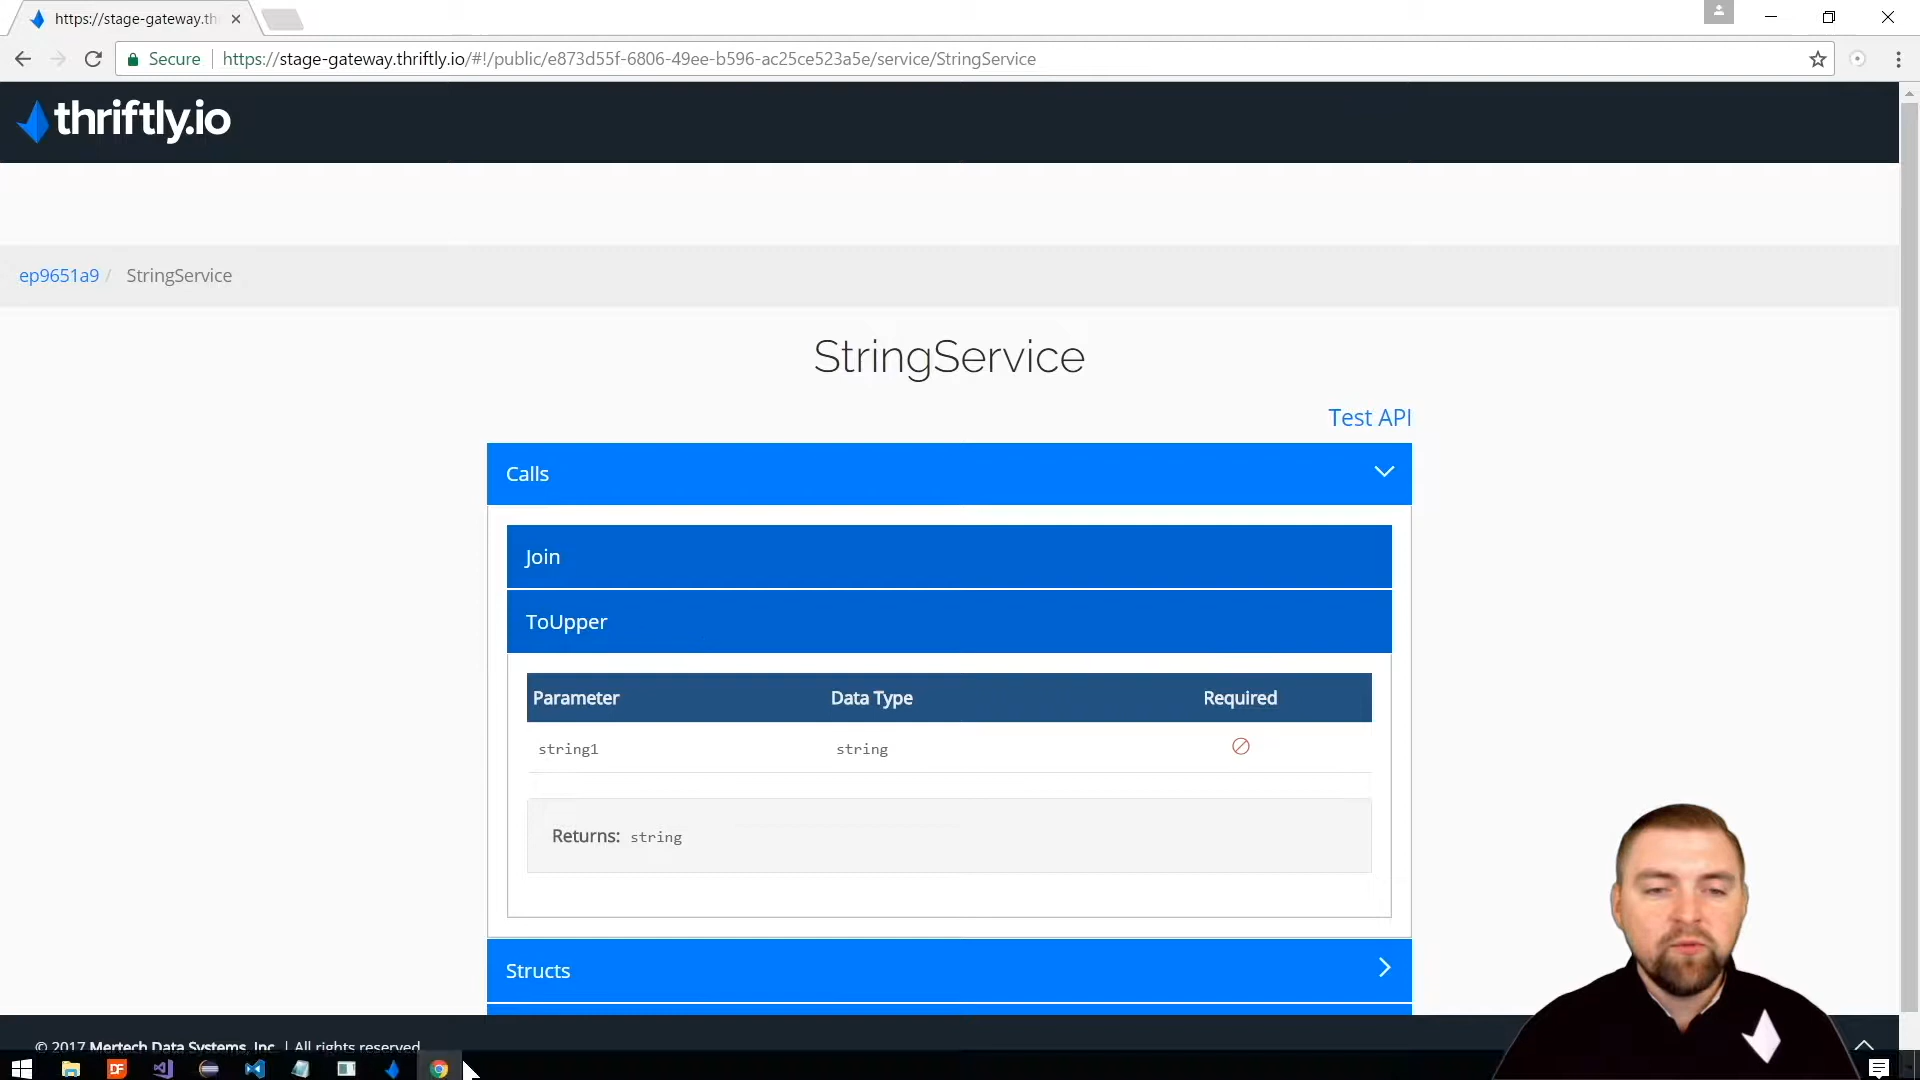 https://stage-gateway.th
Secure
https://stage-gateway.thriftly.io/#!/public/e873d55f-6806-49ee-b596-ac25ce523a5e/service/StringService
thriftly.io
ep9651a9 / StringService
StringService
Test API
Calls
Join
ToUpper
Parameter Data Type Required
string1 string
Returns: string
Structs
© 2017 Mertech Data Systems, Inc. | All rights reserved
DF